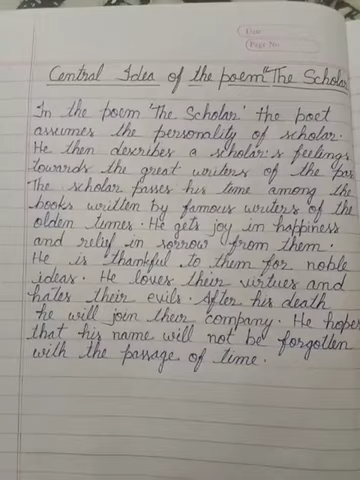 Date
Page No
Central Idea of the poem "The Scholar
In the poem 'The Scholar' the poet
assumes the personality of scholar.
He then describes a scholar's feelings
towards the great writers of the pas
The scholar passes his time among the
books written by famous writers of the
olden times. He gets joy in happiness
and relief in sorrow from them.
He is thankful to them for noble
ideas. He loves their virtues and
hates their evils. After his death
he will join their company. He hopes
that his name will not be forgotten
with the passage of time.